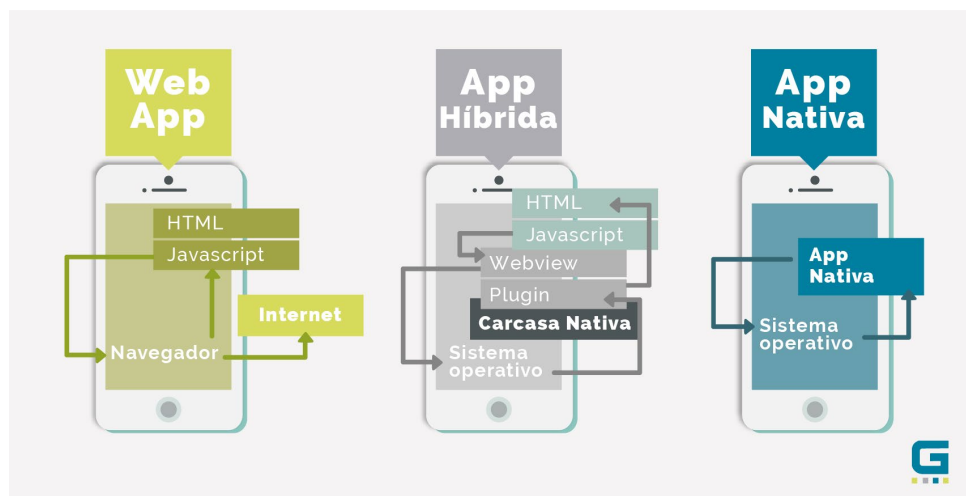 Web
App
HTML
Javascript
Internet
Navegador
App
Híbrida
HTML
Javascript
Webview
Plugin
Carcasa Nativa
Sistema
operativo
App
Nativa
App
Nativa
Sistema
operativo
G